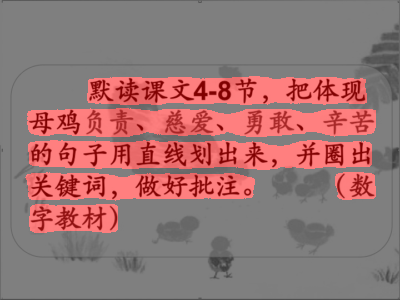 默读课文4-8节，把体现
母鸡负责、慈爱、勇敢、辛苦
的句子用直线划出来，并圈出
关键词，做好批注。（数
字教材）